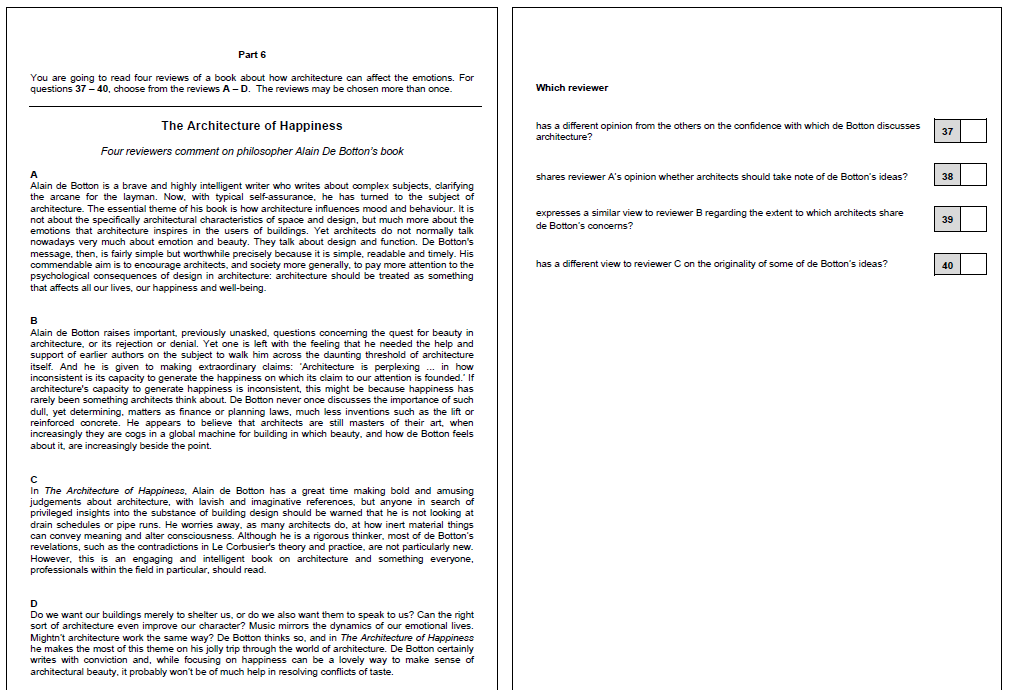 Part 6
You are going to read four reviews of a book about how architecture can affect the emotions. For
questions 37 – 40, choose from the reviews A – D. The reviews may be chosen more than once.
The Architecture of Happiness
Four reviewers comment on philosopher Alain De Botton's book
A
Alain de Botton is a brave and highly intelligent writer who writes about complex subjects, clarifying
the arcane for the layman. Now, with typical self-assurance, he has turned to the subject of
architecture. The essential theme of his book is how architecture influences mood and behaviour. It is
not about the specifically architectural characteristics of space and design, but much more about the
emotions that architecture inspires in the users of buildings. Yet architects do not normally talk
nowadays very much about emotion and beauty. They talk about design and function. De Botton's
message, then, is fairly simple but worthwhile precisely because it is simple, readable and timely. His
commendable aim is to encourage architects, and society more generally, to pay more attention to the
psychological consequences of design in architecture: architecture should be treated as something
that affects all our lives, our happiness and well-being.
B
Alain de Botton raises important, previously unasked, questions concerning the quest for beauty in
architecture, or its rejection or denial. Yet one is left with the feeling that he needed the help and
support of earlier authors on the subject to walk him across the daunting threshold of architecture
itself. And he is given to making extraordinary claims: 'Architecture is perplexing ... in how
inconsistent is its capacity to generate the happiness on which its claim to our attention is founded.' If
architecture's capacity to generate happiness is inconsistent, this might be because happiness has
rarely been something architects think about. De Botton never once discusses the importance of such
dull, yet determining, matters as finance or planning laws, much less inventions such as the lift or
reinforced concrete. He appears to believe that architects are still masters of their art, when
increasingly they are cogs in a global machine for building in which beauty, and how de Botton feels
about it, are increasingly beside the point.
C
In The Architecture of Happiness, Alain de Botton has a great time making bold and amusing
judgements about architecture, with lavish and imaginative references, but anyone in search of
privileged insights into the substance of building design should be warned that he is not looking at
drain schedules or pipe runs. He worries away, as many architects do, at how inert material things
can convey meaning and alter consciousness. Although he is a rigorous thinker, most of de Botton's
revelations, such as the contradictions in Le Corbusier's theory and practice, are not particularly new.
However, this is an engaging and intelligent book on architecture and something everyone,
professionals within the field in particular, should read.
D
Do we want our buildings merely to shelter us, or do we also want them to speak to us? Can the right
sort of architecture even improve our character? Music mirrors the dynamics of our emotional lives.
Mightn't architecture work the same way? De Botton thinks so, and in The Architecture of Happiness
he makes the most of this theme on his jolly trip through the world of architecture. De Botton certainly
writes with conviction and, while focusing on happiness can be a lovely way to make sense of
architectural beauty, it probably won't be of much help in resolving conflicts of taste.
Which reviewer
has a different opinion from the others on the confidence with which de Botton discusses
architecture?
37
shares reviewer A's opinion whether architects should take note of de Botton's ideas?
38
expresses a similar view to reviewer B regarding the extent to which architects share
de Botton's concerns?
39
has a different view to reviewer C on the originality of some of de Botton's ideas?
40